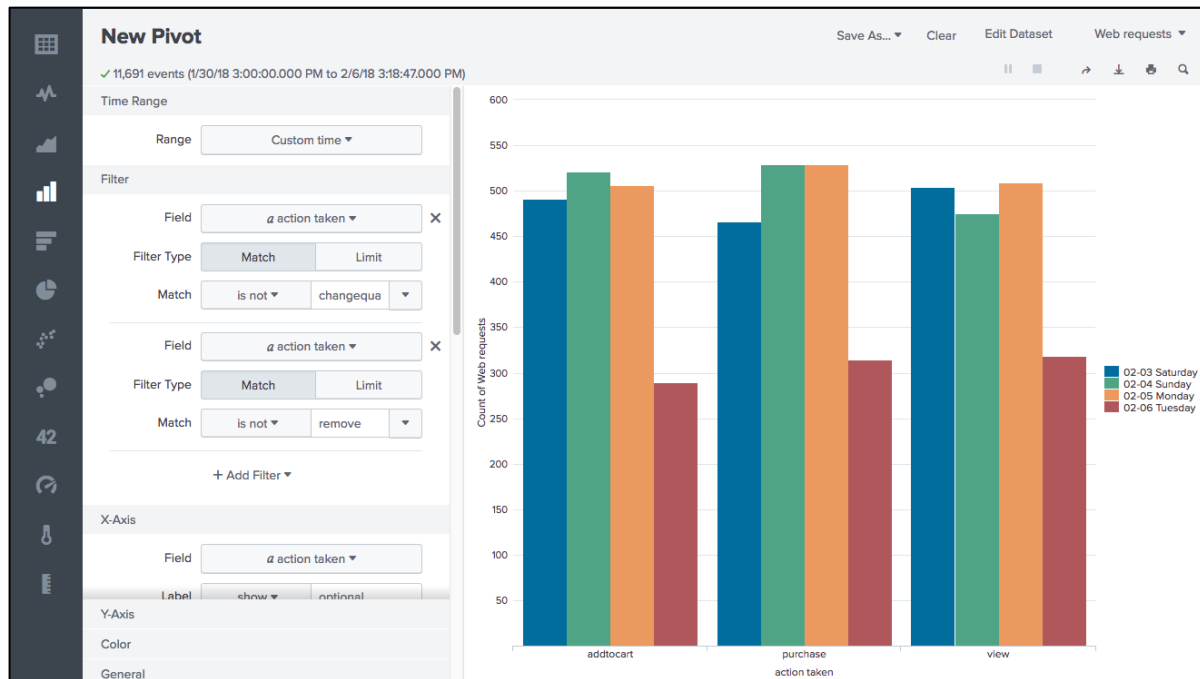 New Pivot
Save As...
Clear
Edit Dataset
Web requests
11,691 events (1/30/18 3:00:00.000 PM to 2/6/18 3:18:47.000 PM)
Time Range
Range Custom time
Filter
Field a action taken
Filter Type Match Limit
Match is not changequa
Field a action taken
Filter Type Match Limit
Match is not remove
+ Add Filter
X-Axis
Field a action taken
Label show optional
Y-Axis
Color
General
42
600
550
500
450
400
350
300
250
200
150
100
50
Count of Web requests
addtocart purchase view
action taken
02-03 Saturday
02-04 Sunday
02-05 Monday
02-06 Tuesday